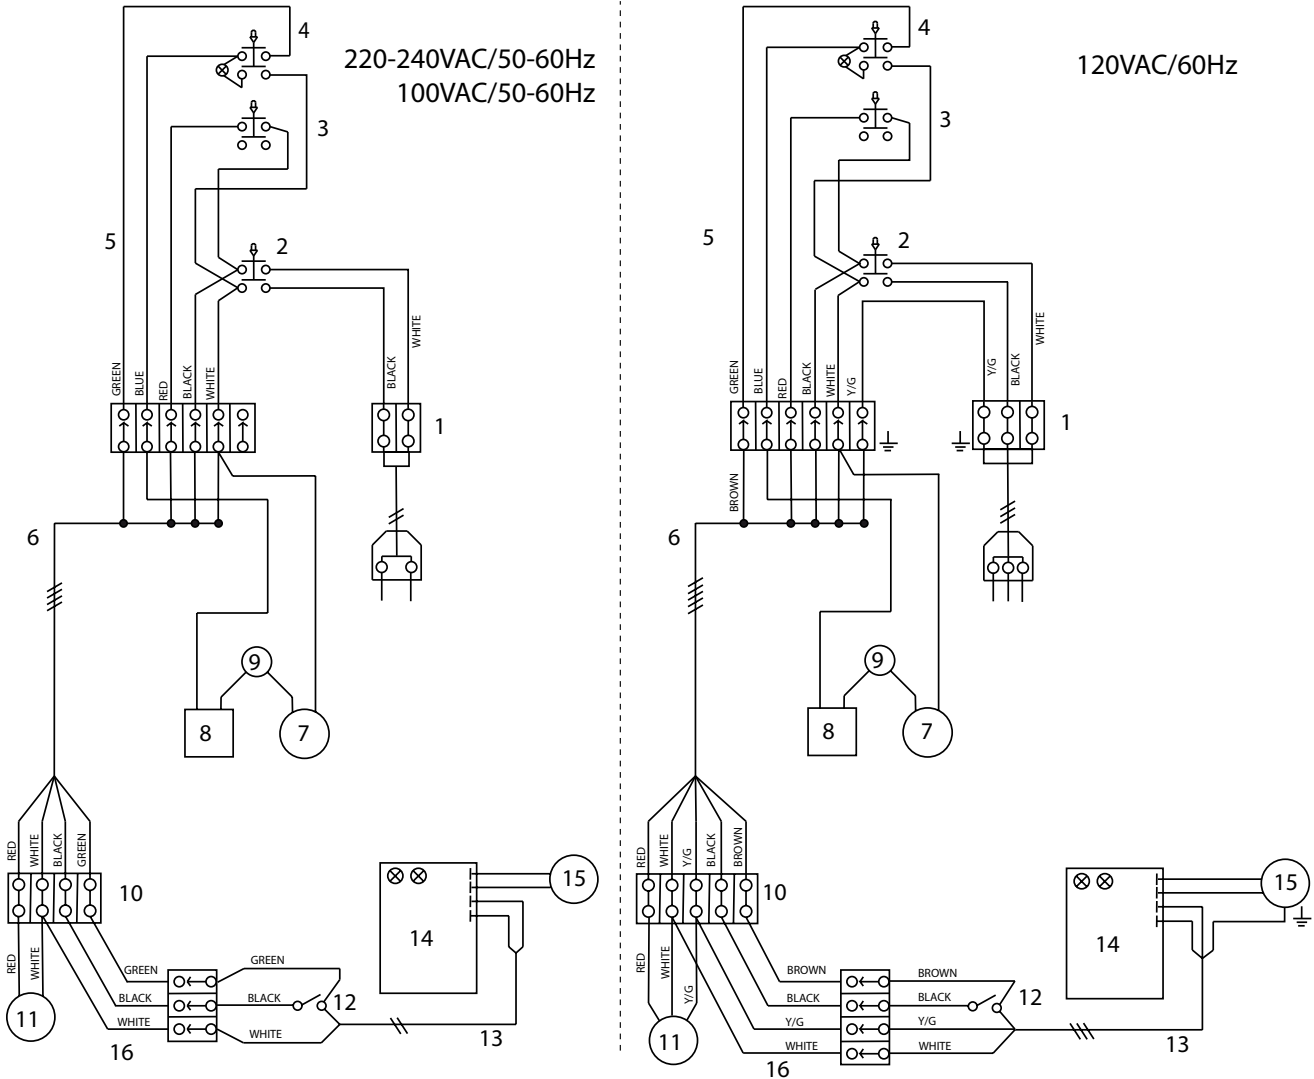 4
220-240VAC/50-60Hz
100VAC/50-60Hz
3
5
2
GREEN
BLUE
RED
BLACK
WHITE
BLACK
WHITE
1
6
9
8
7
RED
WHITE
BLACK
GREEN
10
RED
WHITE
11
GREEN
BLACK
WHITE
16
GREEN
BLACK
WHITE
12
13
14
15
4
120VAC/60Hz
3
5
2
GREEN
BLUE
RED
BLACK
WHITE
Y/G
Y/G
BLACK
WHITE
1
BROWN
6
9
8
7
RED
WHITE
Y/G
BLACK
BROWN
10
RED
WHITE
Y/G
11
BROWN
BLACK
Y/G
WHITE
16
BROWN
BLACK
Y/G
WHITE
12
13
14
15